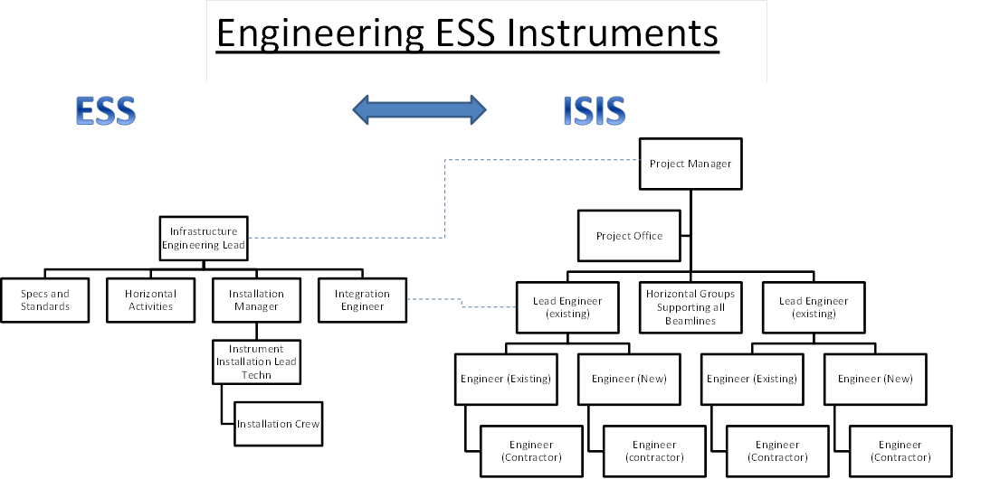 Engineering ESS Instruments
ESS
ISIS
Project Manager
Project Office
Infrastructure
Engineering Lead
Specs and
Standards
Horizontal
Activities
Installation
Manager
Integration
Engineer
Lead Engineer
(existing)
Horizontal Groups
Supporting all
Beamlines
Lead Engineer
(existing)
Instrument
Installation Lead
Techn
Engineer (Existing)
Engineer (New)
Engineer (Existing)
Engineer (New)
Installation Crew
Engineer
(Contractor)
Engineer
(contractor)
Engineer
(Contractor)
Engineer
(Contractor)